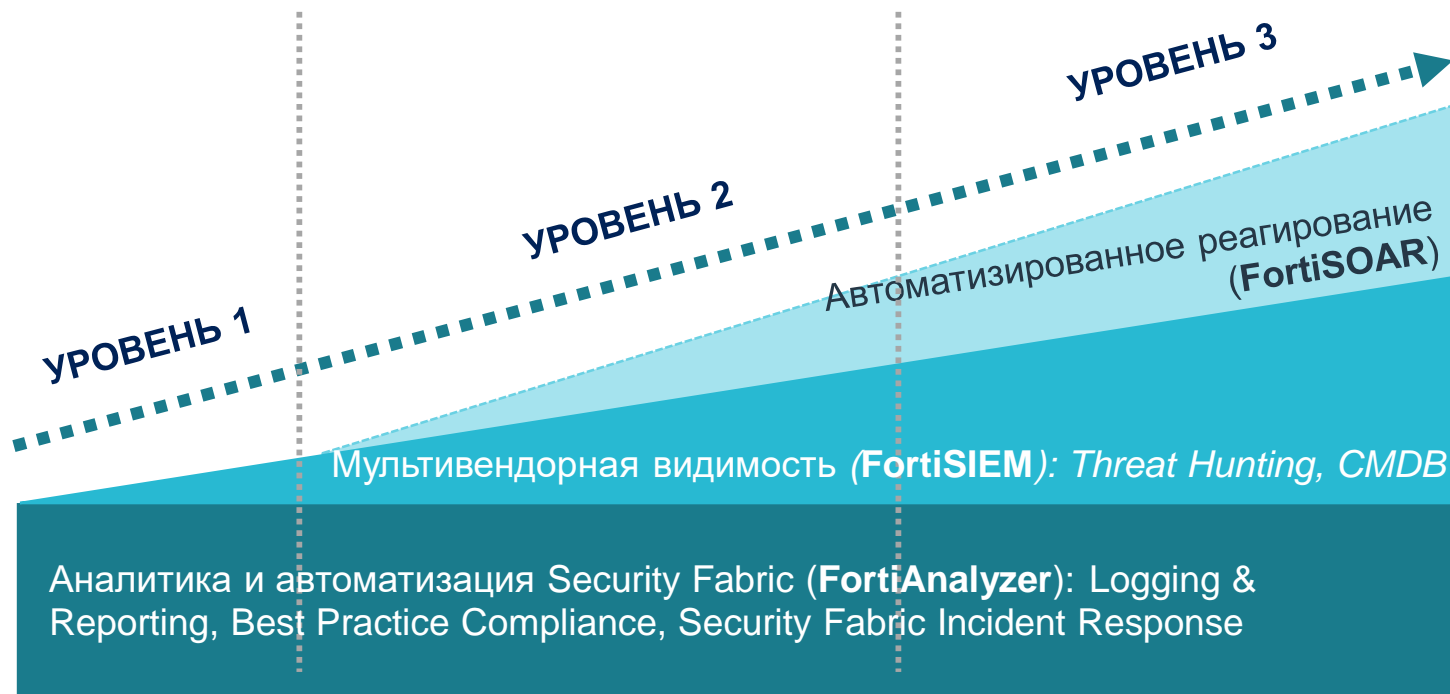 УРОВЕНЬ 1
УРОВЕНЬ 2
УРОВЕНЬ 3
Автоматизированное реагирование
(FortiSOAR)
Мультивендорная видимость (FortiSIEM): Threat Hunting, CMDB
Аналитика и автоматизация Security Fabric (FortiAnalyzer): Logging &
Reporting, Best Practice Compliance, Security Fabric Incident Response